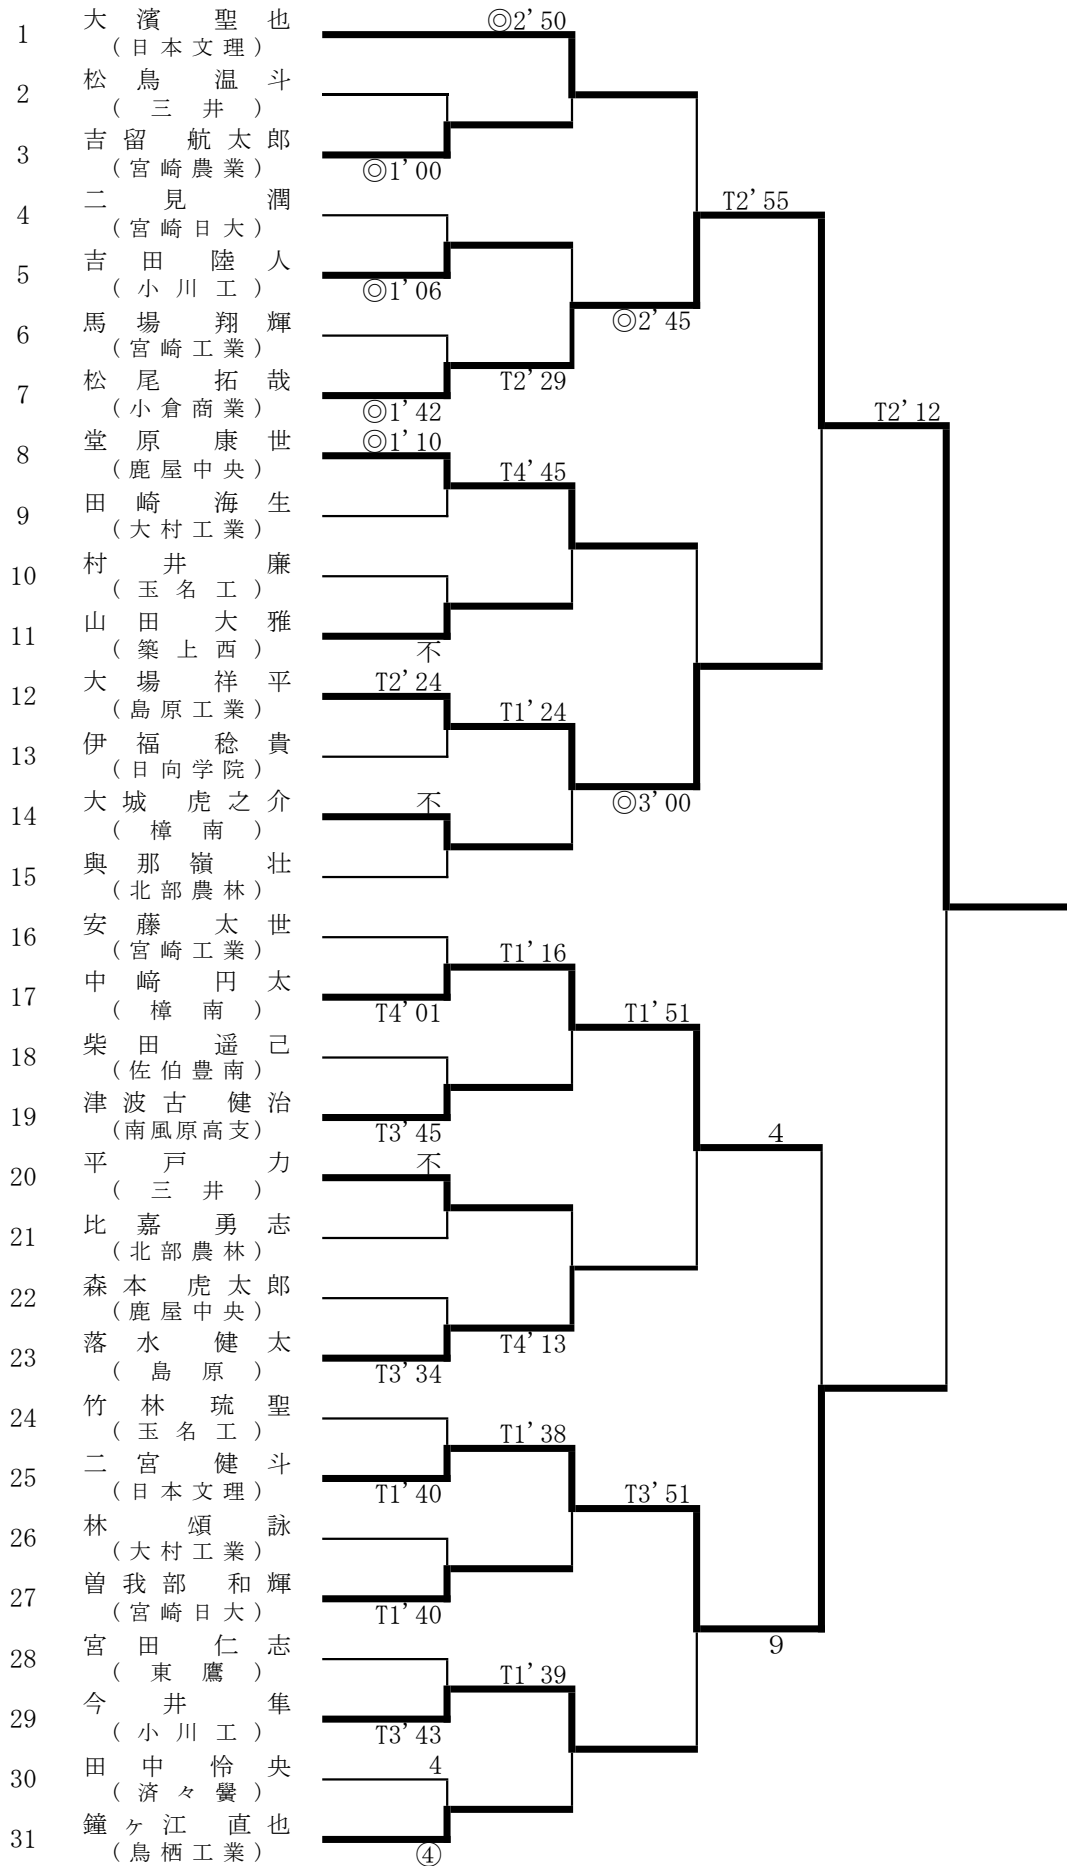 1 大濱 聖也 ◎2'50
(日本文理)
2 松鳥 温斗
(三井)
3 吉留 航太郎
(宮崎農業) ◎1'00
4 二見 潤 T2'55
(宮崎日大)
5 吉田 陸人
(小川工) ◎1'06
6 馬場 翔輝 ◎2'45
(宮崎工業)
7 松尾 拓哉 T2'29
(小倉商業) ◎1'42 T2'12
8 堂原 康世 ◎1'10
(鹿屋中央) T4'45
9 田崎 海生
(大村工業)
10 村井 廉
(玉名工)
11 山田 大雅
(築上西) 不
12 大場 祥平 T2'24
(島原工業) T1'24
13 伊福 稔貴
(日向学院)
14 大城 虎之介 不 ◎3'00
(樟南)
15 與那嶺 壮
(北部農林)
16 安藤 太世
(宮崎工業) T1'16
17 中﨑 円太
(樟南) T4'01 T1'51
18 柴田 遥己
(佐伯豊南)
19 津波古 健治
(南風原高支) T3'45 4
20 平戸 力 不
(三井)
21 比嘉 勇志
(北部農林)
22 森本 虎太郎
(鹿屋中央)
23 落水 健太 T4'13
(島原) T3'34
24 竹林 琉聖
(玉名工) T1'38
25 二宮 健斗
(日本文理) T1'40 T3'51
26 林 頌詠
(大村工業)
27 曽我部 和輝
(宮崎日大) T1'40
28 宮田 仁志 9
(東鷹) T1'39
29 今井 隼
(小川工) T3'43
30 田中 怜央 4
(済々黌)
31 鐘ヶ江 直也
(鳥栖工業) ④